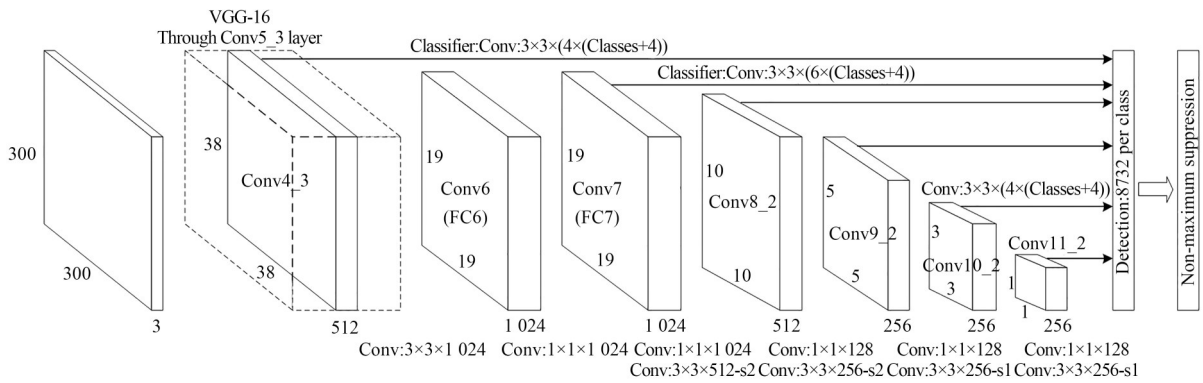 VGG-16
Through Conv5_3 layer
Classifier:Conv:3×3×(4×(Classes+4))
Classifier:Conv:3×3×(6×(Classes+4))
300
300
3
38
Conv4_3
38
512
19
Conv6
(FC6)
19
1 024
19
Conv7
(FC7)
19
1 024
10
Conv8_2
10
512
5
Conv9_2
5
256
Conv:3×3×(4×(Classes+4))
3
Conv10_2
3
256
Conv11_2
1
1
256
Conv:3×3×1 024
Conv:1×1×1 024
Conv:1×1×1 024
Conv:3×3×512-s2
Conv:1×1×128
Conv:3×3×256-s2
Conv:1×1×128
Conv:3×3×256-s1
Conv:1×1×128
Conv:3×3×256-s1
Detection:8732 per class
Non-maximum suppression